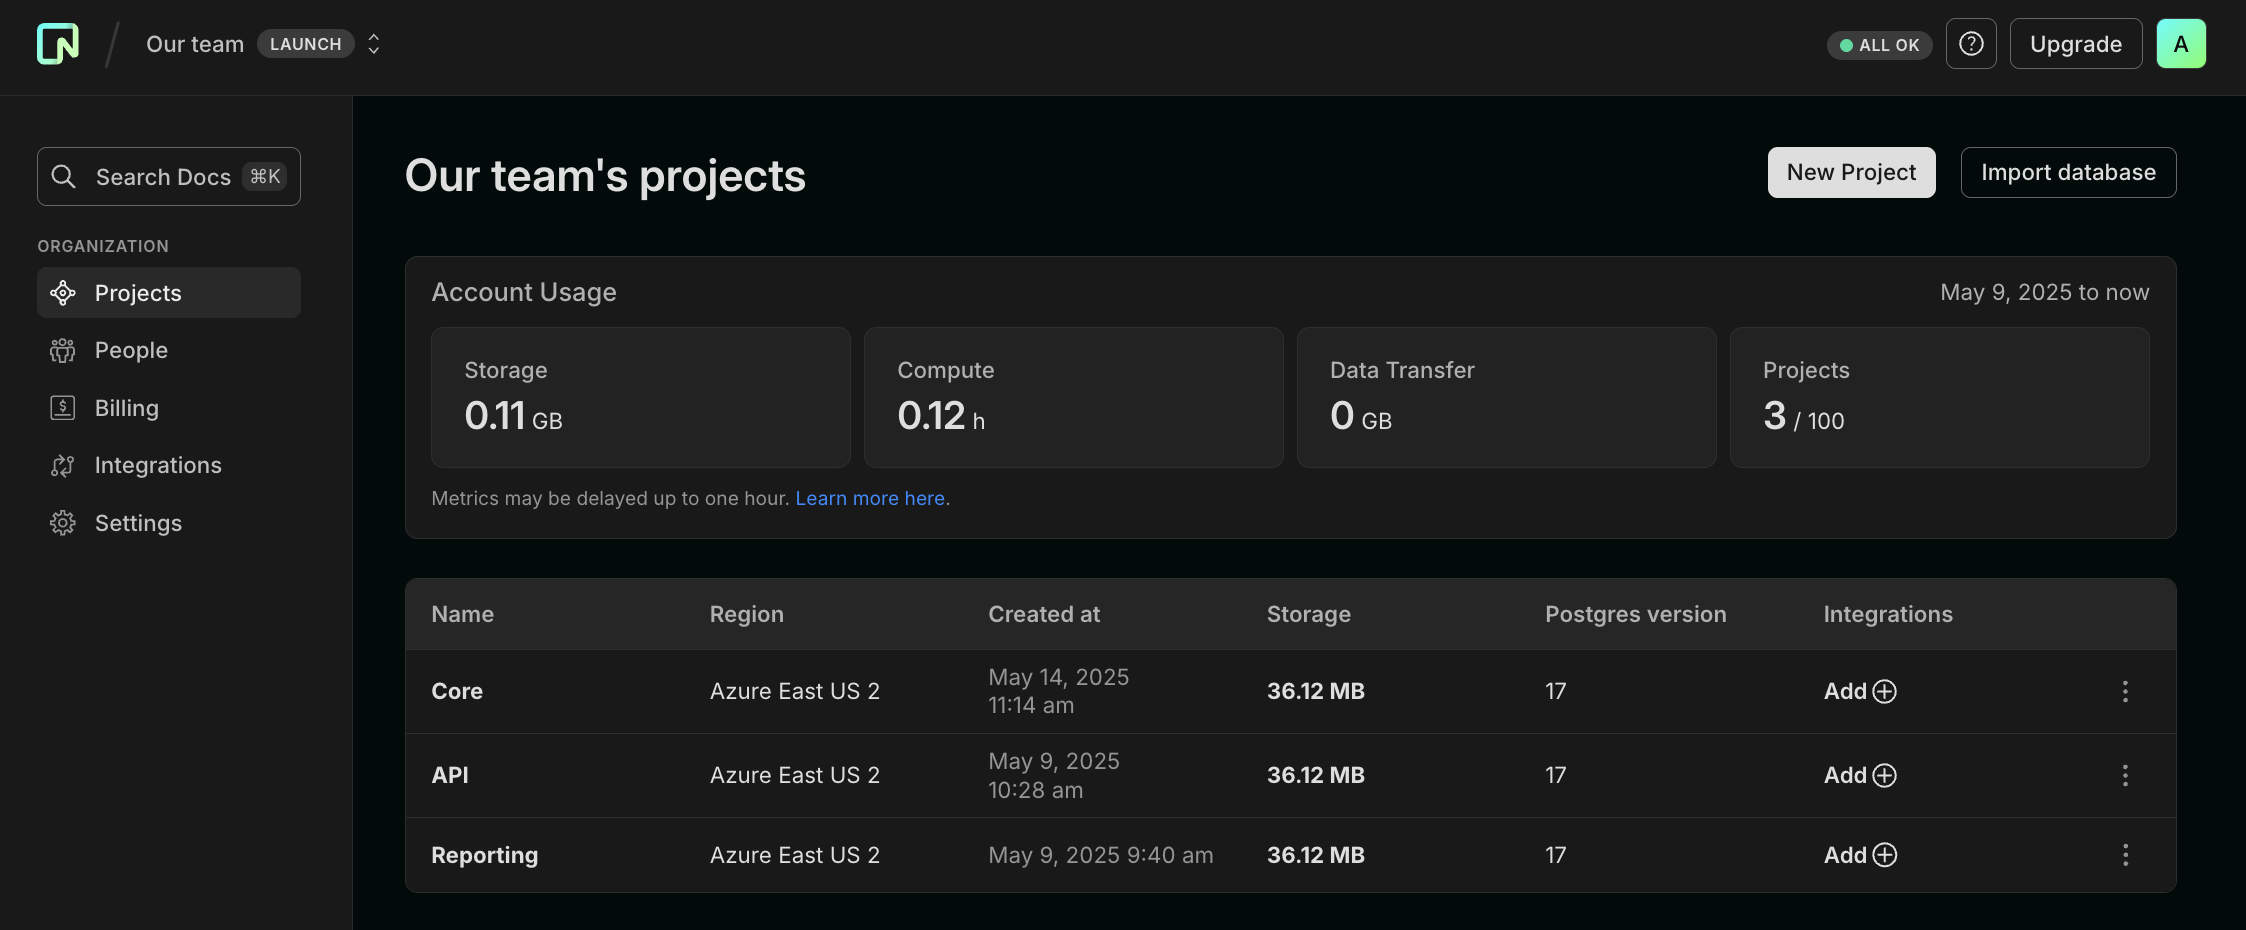 Our team LAUNCH
ALL OK
Upgrade
A
Search Docs ⌘K
ORGANIZATION
Projects
People
Billing
Integrations
Settings
Our team's projects
New Project
Import database
Account Usage
May 9, 2025 to now
Storage
0.11 GB
Compute
0.12 h
Data Transfer
0 GB
Projects
3 / 100
Metrics may be delayed up to one hour. Learn more here.
Name Region Created at Storage Postgres version Integrations
Core Azure East US 2 May 14, 2025 11:14 am 36.12 MB 17 Add
API Azure East US 2 May 9, 2025 10:28 am 36.12 MB 17 Add
Reporting Azure East US 2 May 9, 2025 9:40 am 36.12 MB 17 Add